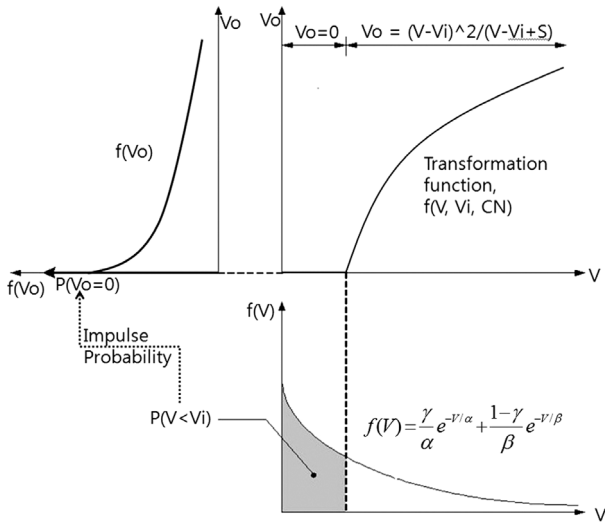 Vo
Vo
Vo=0
Vo = (V-Vi)^2/(V-Vi+S)
f(Vo)
Transformation
function,
f(V, Vi, CN)
f(Vo)
P(Vo=0)
V
f(V)
Impulse
Probability
P(V<Vi)
f(V)=γ/α e^{-V/α}+1-γ/β e^{-V/β}
V